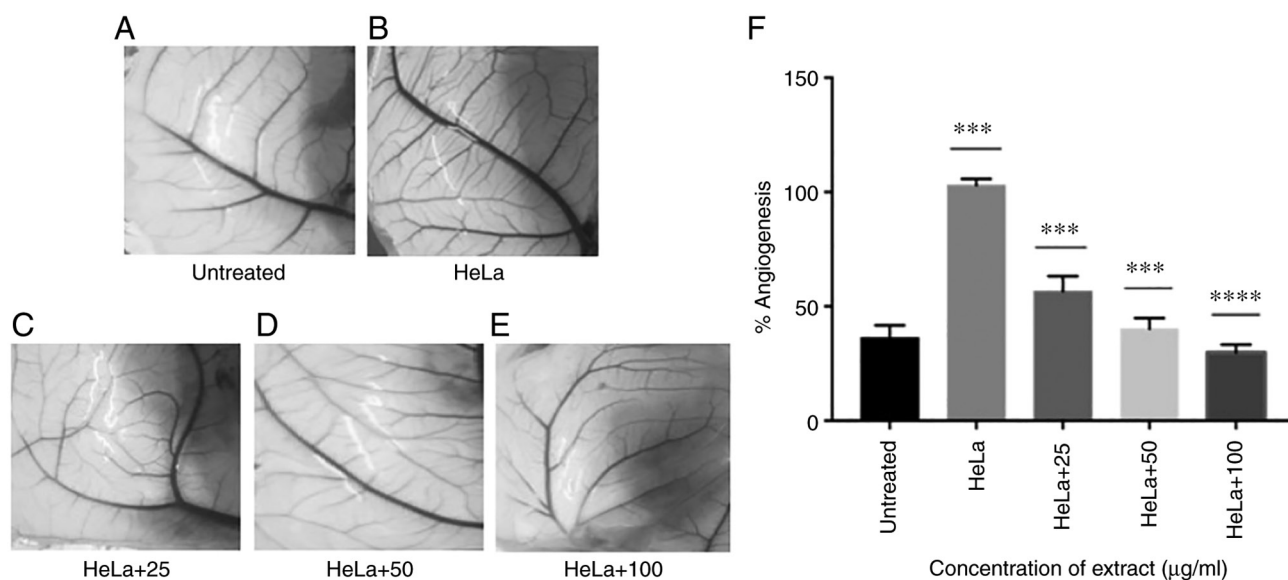 A
B
Untreated
HeLa
C
D
E
HeLa+25
HeLa+50
HeLa+100
F
% Angiogenesis
150
100
50
0
***
***
***
****
Untreated
HeLa
HeLa+25
HeLa+50
HeLa+100
Concentration of extract (µg/ml)